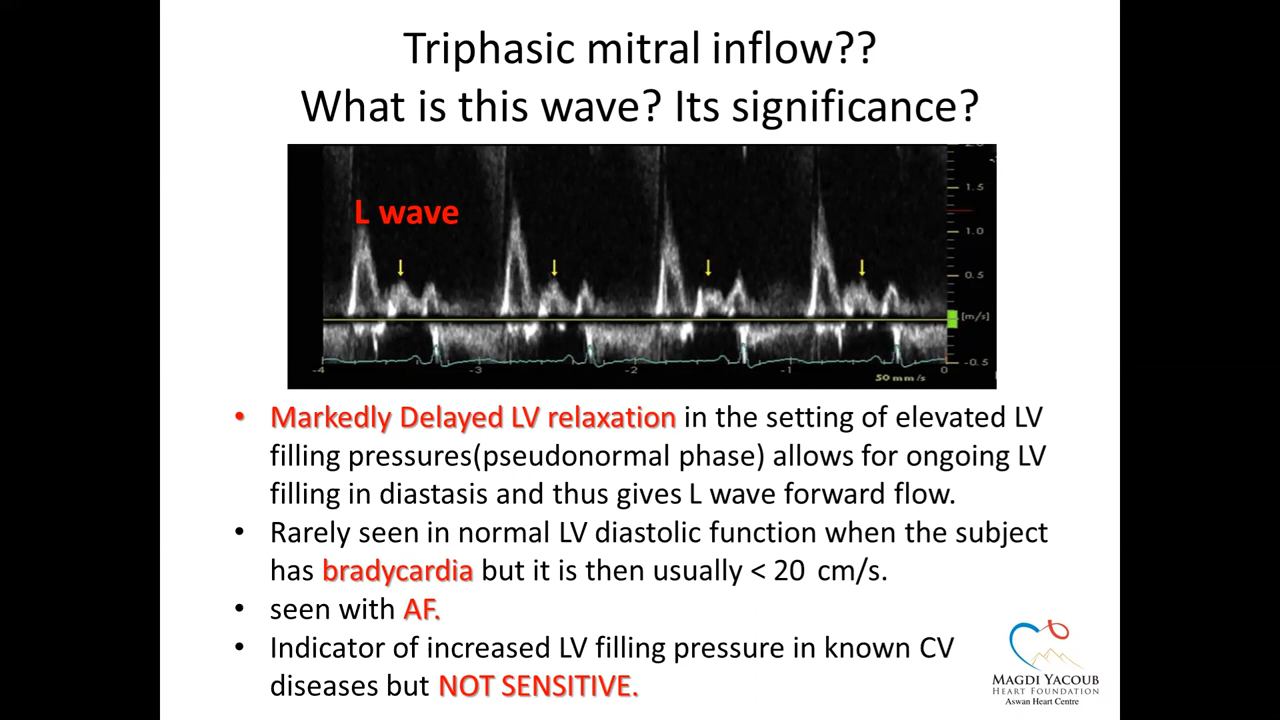 Triphasic mitral inflow??
What is this wave? Its significance?
L wave
1.5
1.0
0.5
[m/s]
-0.5
-4
-3
-2
-1
0
50 mm/s
• Markedly Delayed LV relaxation in the setting of elevated LV
filling pressures(pseudonormal phase) allows for ongoing LV
filling in diastasis and thus gives L wave forward flow.
• Rarely seen in normal LV diastolic function when the subject
has bradycardia but it is then usually < 20 cm/s.
• seen with AF.
• Indicator of increased LV filling pressure in known CV
diseases but NOT SENSITIVE.
MAGDI YACOUB
HEART FOUNDATION
Aswan Heart Centre